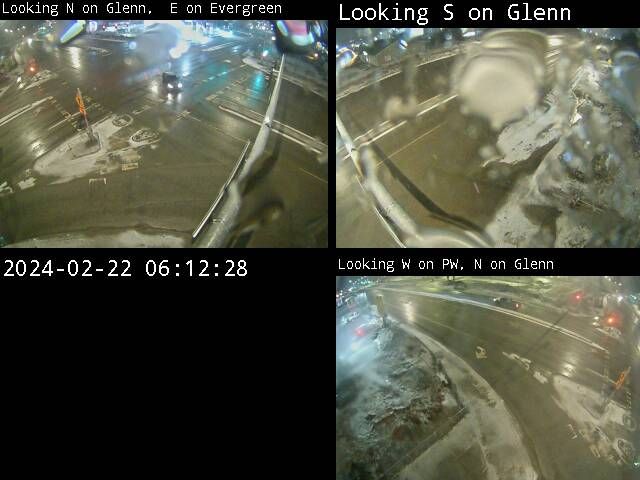 Looking N on Glenn,  E on Evergreen
Looking S on Glenn
2024-02-22 06:12:28
Looking W on PW, N on Glenn